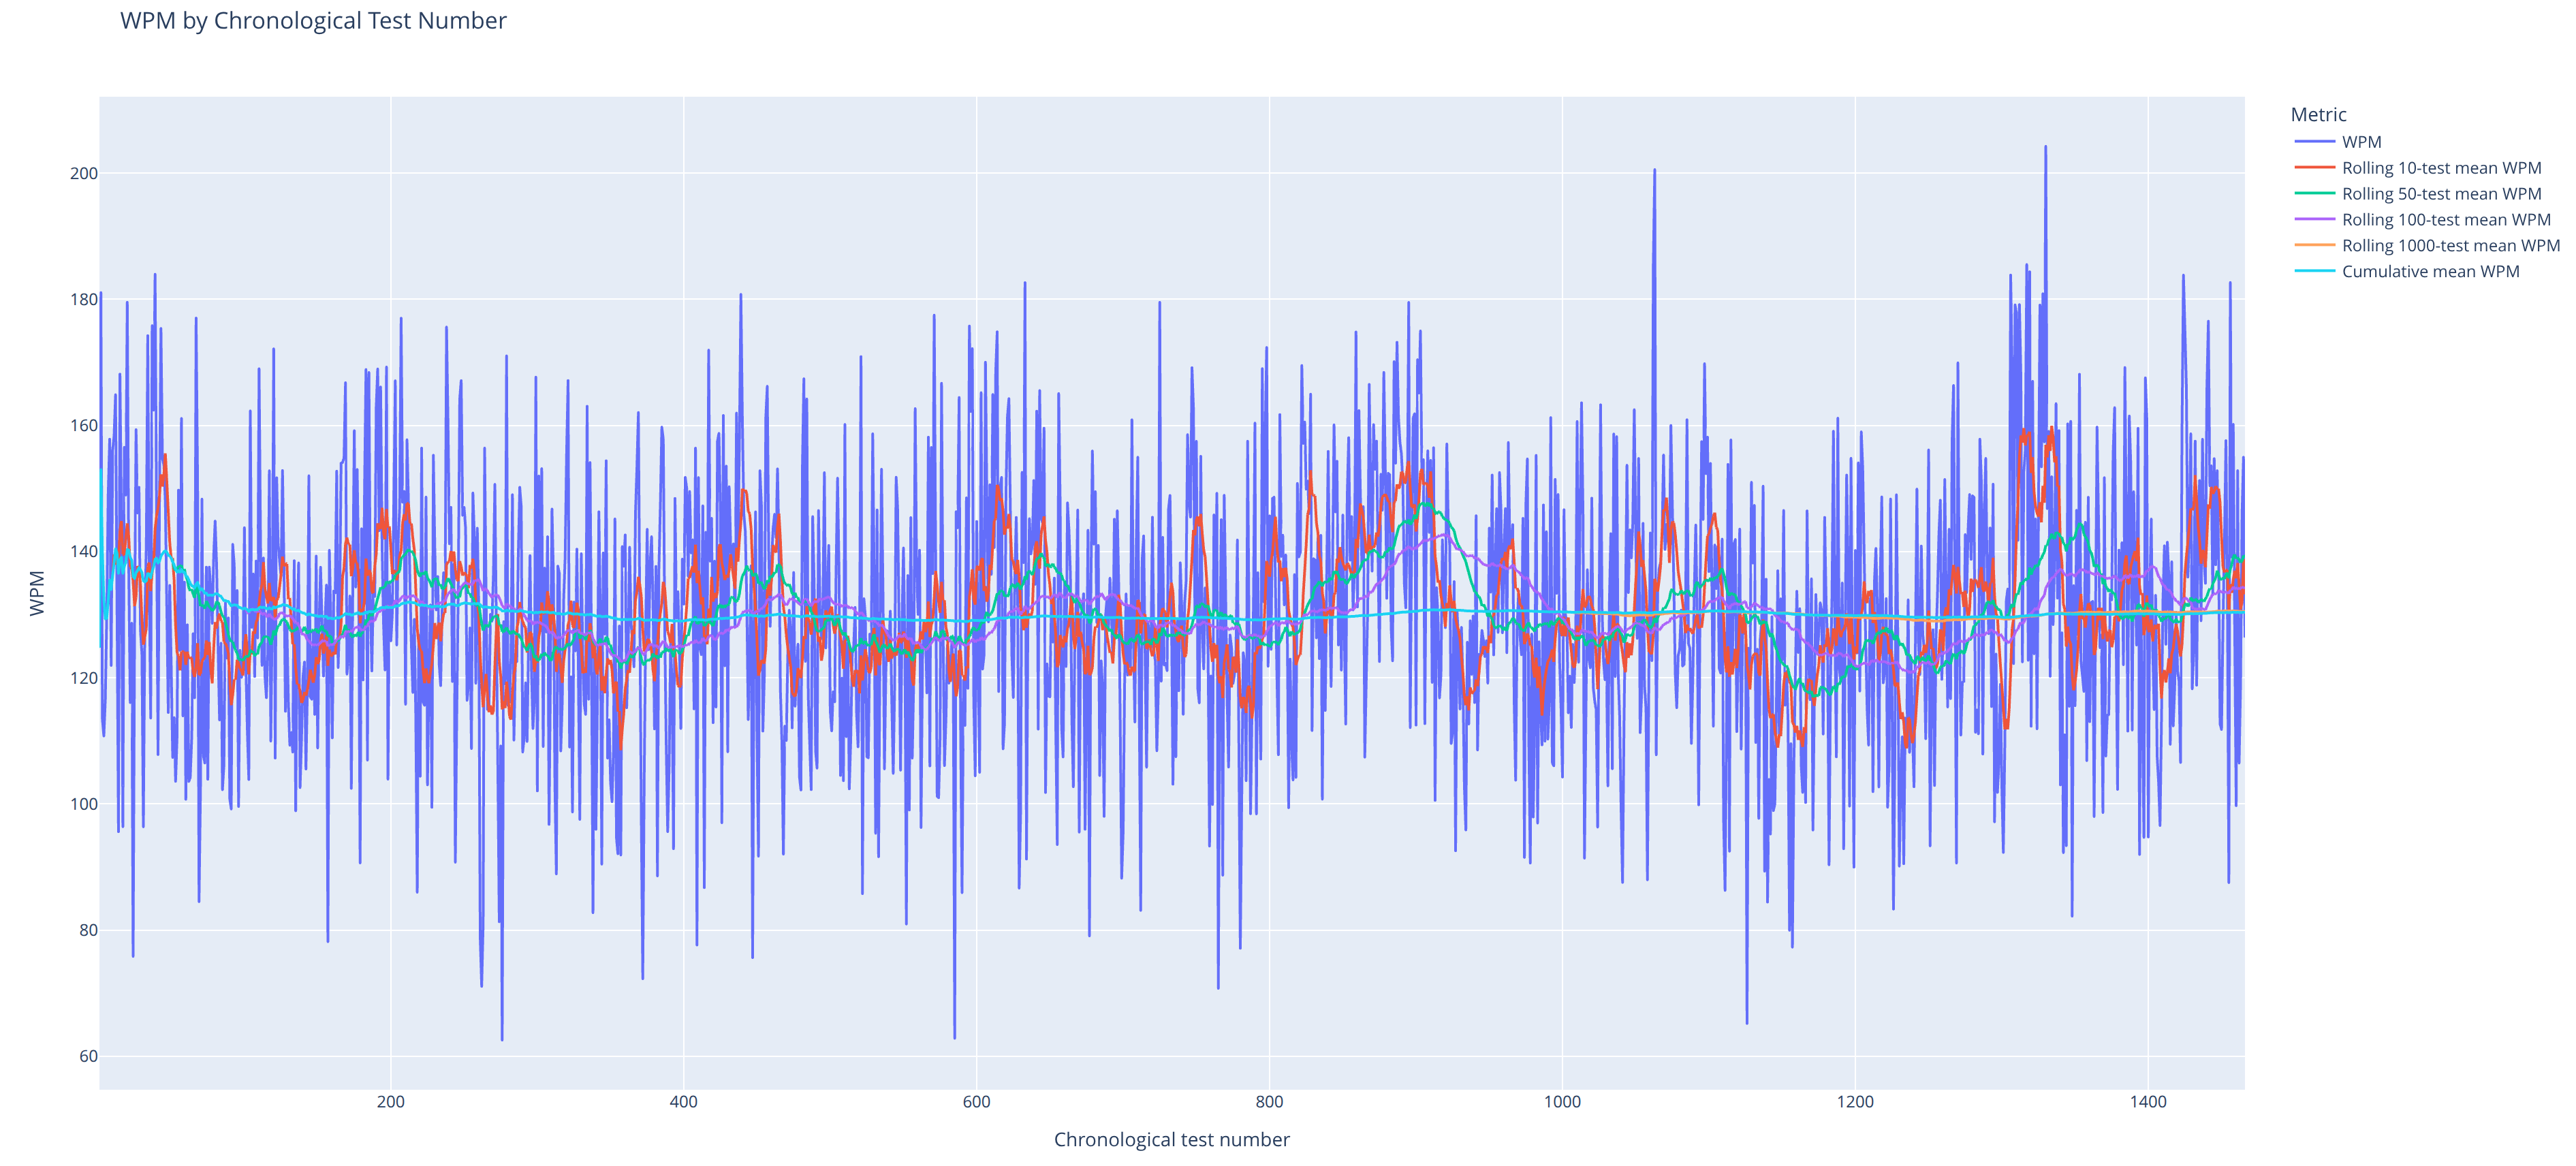 WPM by Chronological Test Number
Metric
WPM
Rolling 10-test mean WPM
Rolling 50-test mean WPM
Rolling 100-test mean WPM
Rolling 1000-test mean WPM
Cumulative mean WPM
WPM
200
180
160
140
120
100
80
60
200
400
600
800
1000
1200
1400
Chronological test number